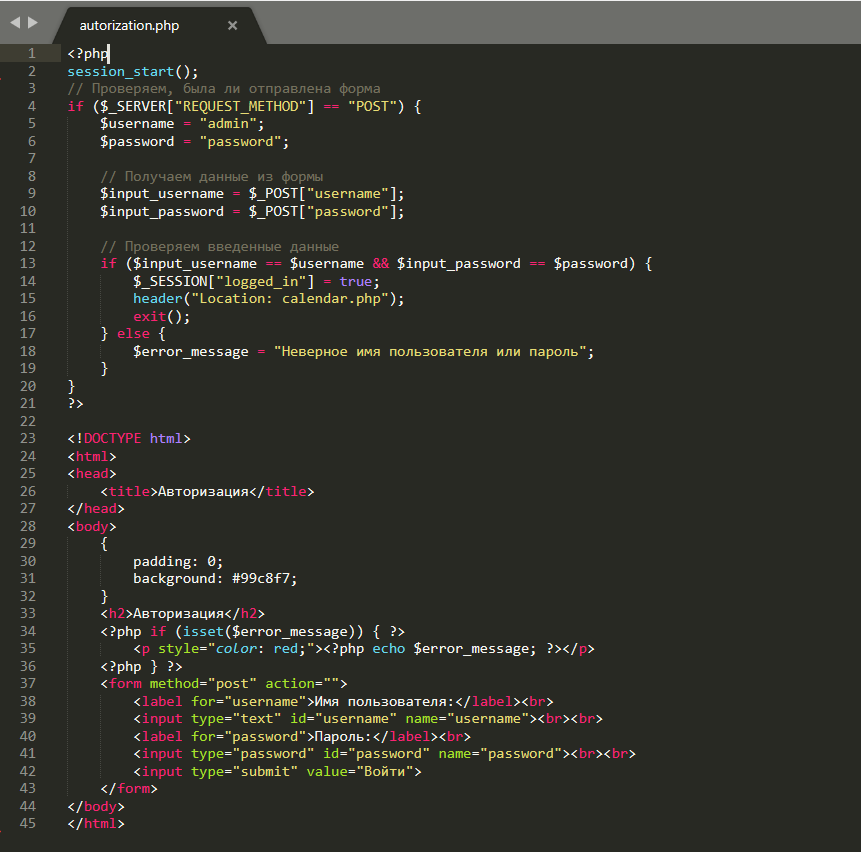 autorization.php
1 <?php
2 session_start();
3 // Проверяем, была ли отправлена форма
4 if ($_SERVER["REQUEST_METHOD"] == "POST") {
5 $username = "admin";
6 $password = "password";
7
8 // Получаем данные из формы
9 $input_username = $_POST["username"];
10 $input_password = $_POST["password"];
11
12 // Проверяем введенные данные
13 if ($input_username == $username && $input_password == $password) {
14 $_SESSION["logged_in"] = true;
15 header("Location: calendar.php");
16 exit();
17 } else {
18 $error_message = "Неверное имя пользователя или пароль";
19 }
20 }
21 ?>
22
23 <!DOCTYPE html>
24 <html>
25 <head>
26 <title>Авторизация</title>
27 </head>
28 <body>
29 {
30 padding: 0;
31 background: #99c8f7;
32 }
33 <h2>Авторизация</h2>
34 <?php if (isset($error_message)) { ?>
35 <p style="color: red;"><?php echo $error_message; ?></p>
36 <?php } ?>
37 <form method="post" action="">
38 <label for="username">Имя пользователя:</label><br>
39 <input type="text" id="username" name="username"><br><br>
40 <label for="password">Пароль:</label><br>
41 <input type="password" id="password" name="password"><br><br>
42 <input type="submit" value="Войти">
43 </form>
44 </body>
45 </html>